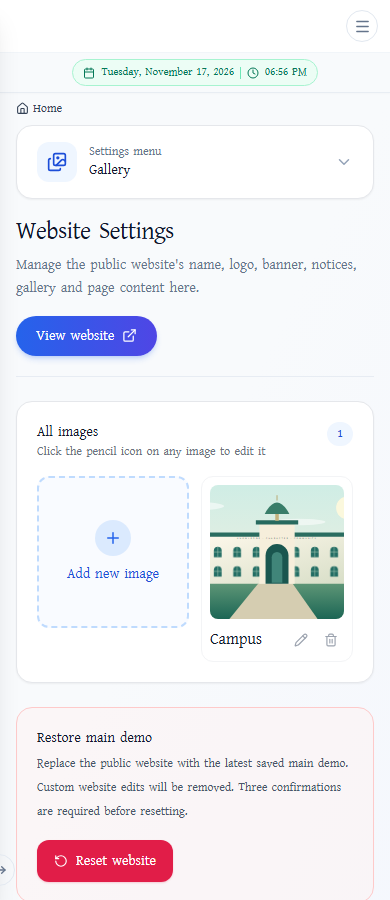 Tuesday, November 17, 2026 | 06:56 PM
Home
Settings menu
Gallery
Website Settings
Manage the public website's name, logo, banner, notices,
gallery and page content here.
View website
All images
1
Click the pencil icon on any image to edit it
Add new image
Campus
Restore main demo
Replace the public website with the latest saved main demo.
Custom website edits will be removed. Three confirmations
are required before resetting.
Reset website